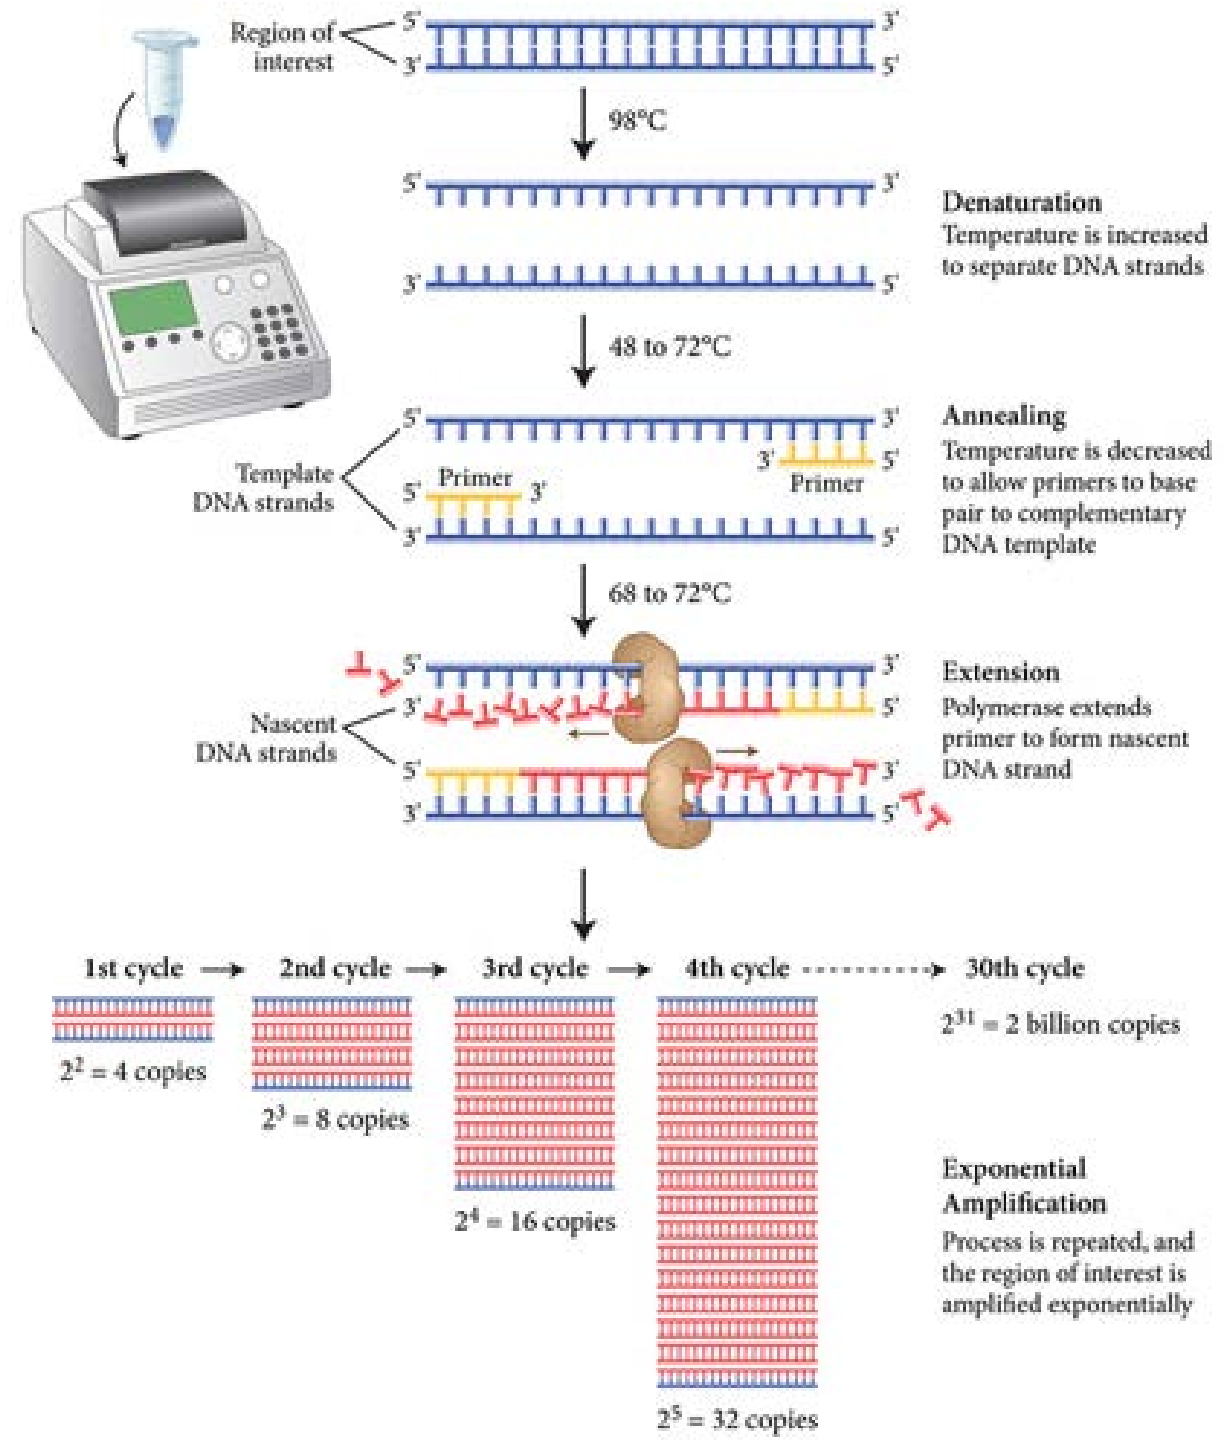 Region of
interest
5'
3'
3'
5'
98°C
5'
3'
3'
5'
Denaturation
Temperature is increased
to separate DNA strands
48 to 72°C
5'
3'
3'
5'
Primer
Template
DNA strands
Primer
5'
3'
3'
5'
Annealing
Temperature is decreased
to allow primers to base
pair to complementary
DNA template
68 to 72°C
5'
3'
3'
5'
Nascent
DNA strands
5'
3'
3'
5'
Extension
Polymerase extends
primer to form nascent
DNA strand
1st cycle
2nd cycle
3rd cycle
4th cycle
30th cycle
2² = 4 copies
2³ = 8 copies
2⁴ = 16 copies
2⁵ = 32 copies
2³¹ = 2 billion copies
Exponential
Amplification
Process is repeated, and
the region of interest is
amplified exponentially